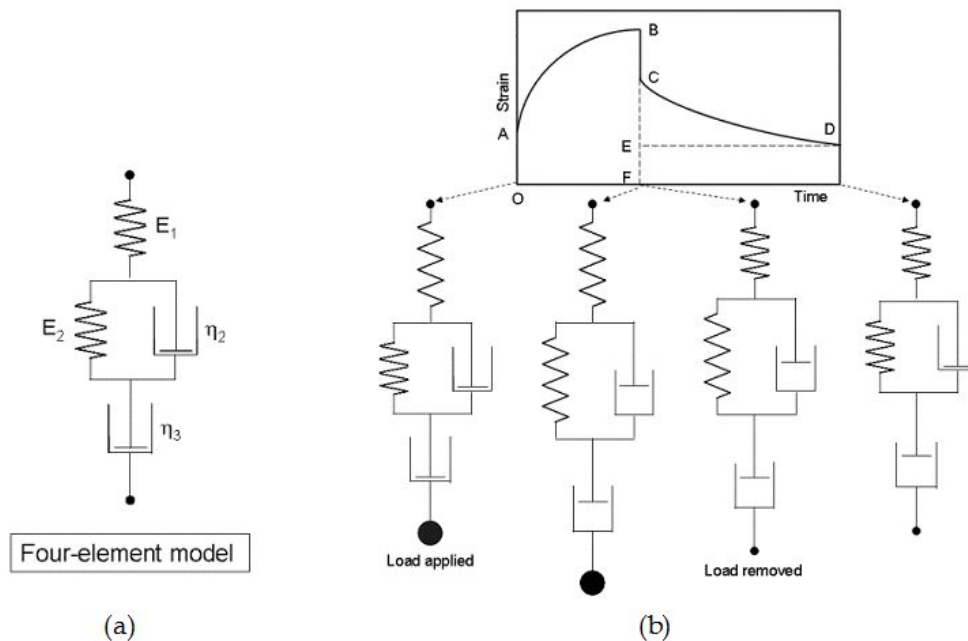 E₁
E₂
η₂
η₃
Four-element model
(a)
Strain
A
B
C
D
E
F
O
Time
Load applied
Load removed
(b)